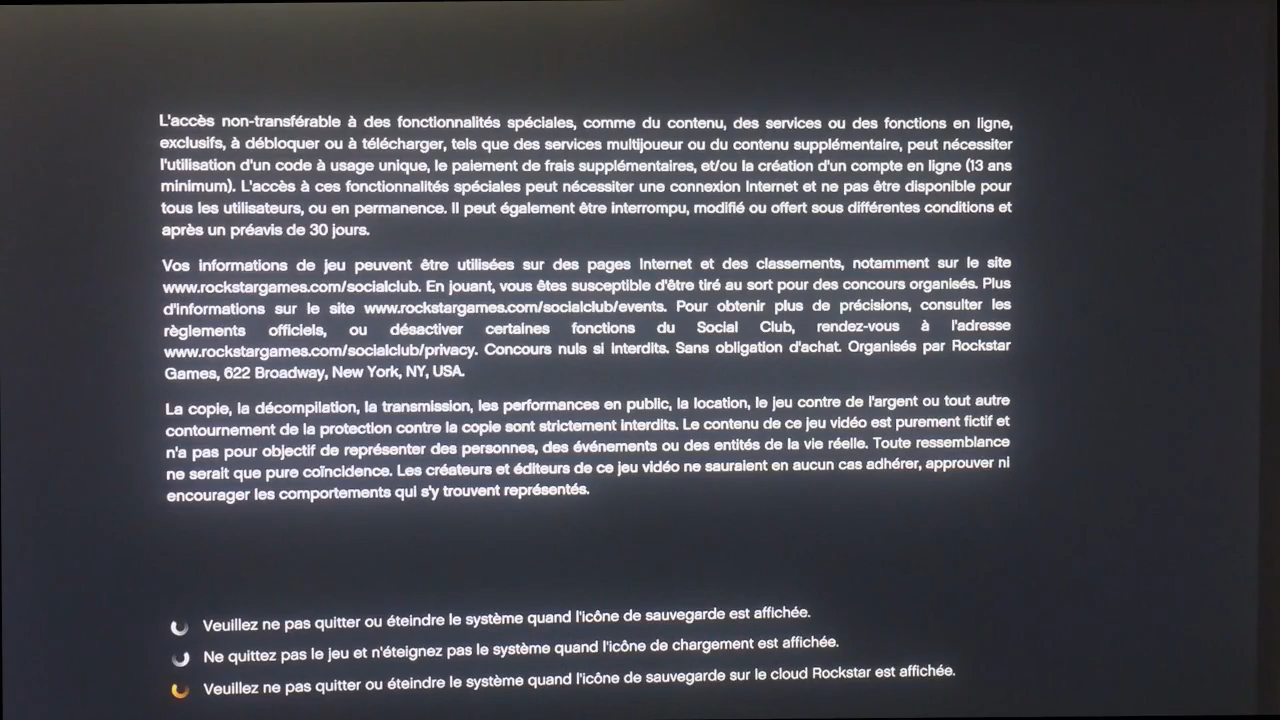 L'accès non-transférable à des fonctionnalités spéciales, comme du contenu, des services ou des fonctions en ligne,
exclusifs, à débloquer ou à télécharger, tels que des services multijoueur ou du contenu supplémentaire, peut nécessiter
l'utilisation d'un code à usage unique, le paiement de frais supplémentaires, et/ou la création d'un compte en ligne (13 ans
minimum). L'accès à ces fonctionnalités spéciales peut nécessiter une connexion Internet et ne pas être disponible pour
tous les utilisateurs, ou en permanence. Il peut également être interrompu, modifié ou offert sous différentes conditions et
après un préavis de 30 jours.
Vos informations de jeu peuvent être utilisées sur des pages Internet et des classements, notamment sur le site
www.rockstargames.com/socialclub. En jouant, vous êtes susceptible d'être tiré au sort pour des concours organisés. Plus
d'informations sur le site www.rockstargames.com/socialclub/events. Pour obtenir plus de précisions, consulter les
règlements officiels, ou désactiver certaines fonctions du Social Club, rendez-vous à l'adresse
www.rockstargames.com/socialclub/privacy. Concours nuls si interdits. Sans obligation d'achat. Organisés par Rockstar
Games, 622 Broadway, New York, NY, USA.
La copie, la décompilation, la transmission, les performances en public, la location, le jeu contre de l'argent ou tout autre
contournement de la protection contre la copie sont strictement interdits. Le contenu de ce jeu vidéo est purement fictif et
n'a pas pour objectif de représenter des personnes, des événements ou des entités de la vie réelle. Toute ressemblance
ne serait que pure coïncidence. Les créateurs et éditeurs de ce jeu vidéo ne sauraient en aucun cas adhérer, approuver ni
encourager les comportements qui s'y trouvent représentés.
Veuillez ne pas quitter ou éteindre le système quand l'icône de sauvegarde est affichée.
Ne quittez pas le jeu et n'éteignez pas le système quand l'icône de chargement est affichée.
Veuillez ne pas quitter ou éteindre le système quand l'icône de sauvegarde sur le cloud Rockstar est affichée.